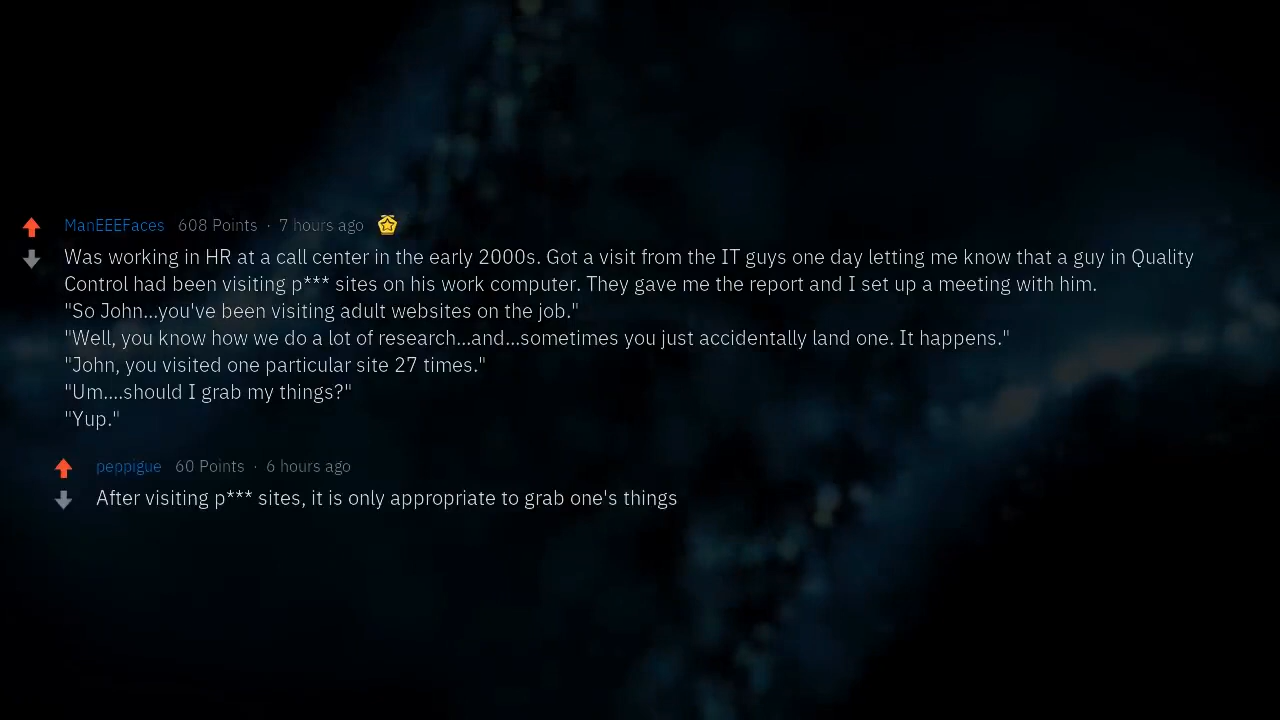 ManEEEFaces 608 Points · 7 hours ago
Was working in HR at a call center in the early 2000s. Got a visit from the IT guys one day letting me know that a guy in Quality
Control had been visiting p*** sites on his work computer. They gave me the report and I set up a meeting with him.
"So John...you've been visiting adult websites on the job."
"Well, you know how we do a lot of research...and...sometimes you just accidentally land one. It happens."
"John, you visited one particular site 27 times."
"Um....should I grab my things?"
"Yup."
peppigue 60 Points · 6 hours ago
After visiting p*** sites, it is only appropriate to grab one's things